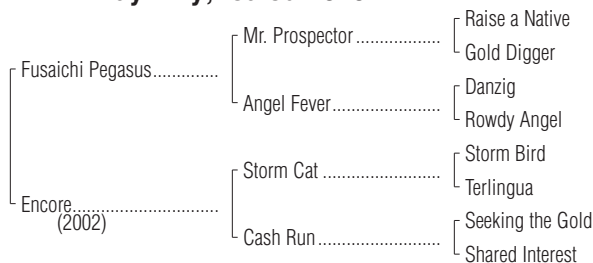 Raise a Native
Mr. Prospector
Gold Digger
Fusaichi Pegasus
Danzig
Angel Fever
Rowdy Angel
Storm Bird
Storm Cat
Terlingua
Encore
(2002)
Seeking the Gold
Cash Run
Shared Interest